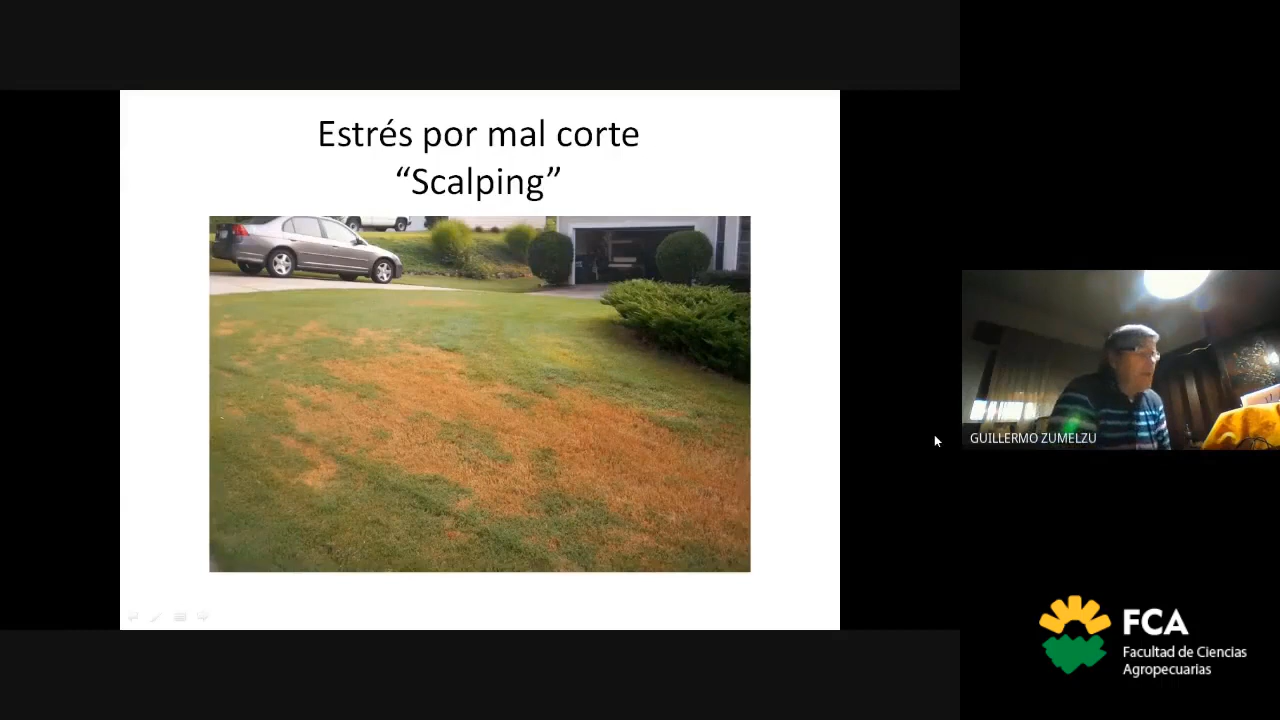 Estrés por mal corte
“Scalping”
GUILLERMO ZUMELZU
FCA
Facultad de Ciencias
Agropecuarias